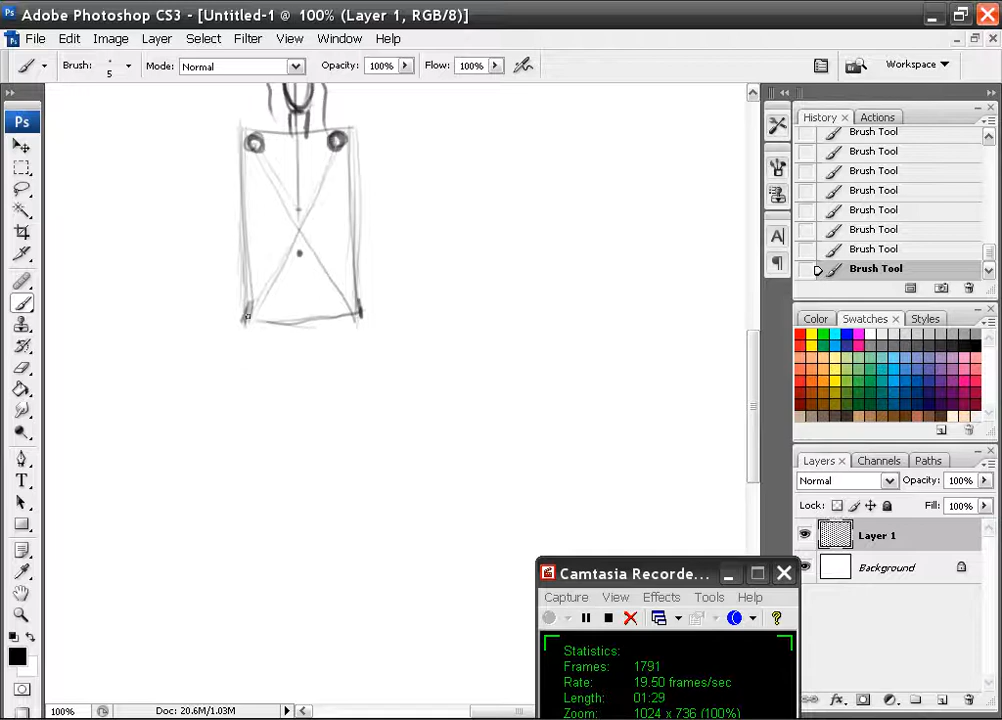 Ps Adobe Photoshop CS3 - [Untitled-1 @ 100% (Layer 1, RGB/8)]
Ps File Edit Image Layer Select Filter View Window Help
Brush: 5 Mode: Normal Opacity: 100% Flow: 100% Workspace
Ps
History Actions
Brush Tool
Brush Tool
Brush Tool
Brush Tool
Brush Tool
Brush Tool
Brush Tool
Brush Tool
Color Swatches Styles
Layers Channels Paths
Normal Opacity: 100%
Lock: Fill: 100%
Layer 1
Background
Camtasia Recorde...
Capture View Effects Tools Help
Statistics:
Frames: 1791
Rate: 19.50 frames/sec
Length: 01:29
Zoom: 1024 x 736 (100%)
100% Doc: 20.6M/1.03M